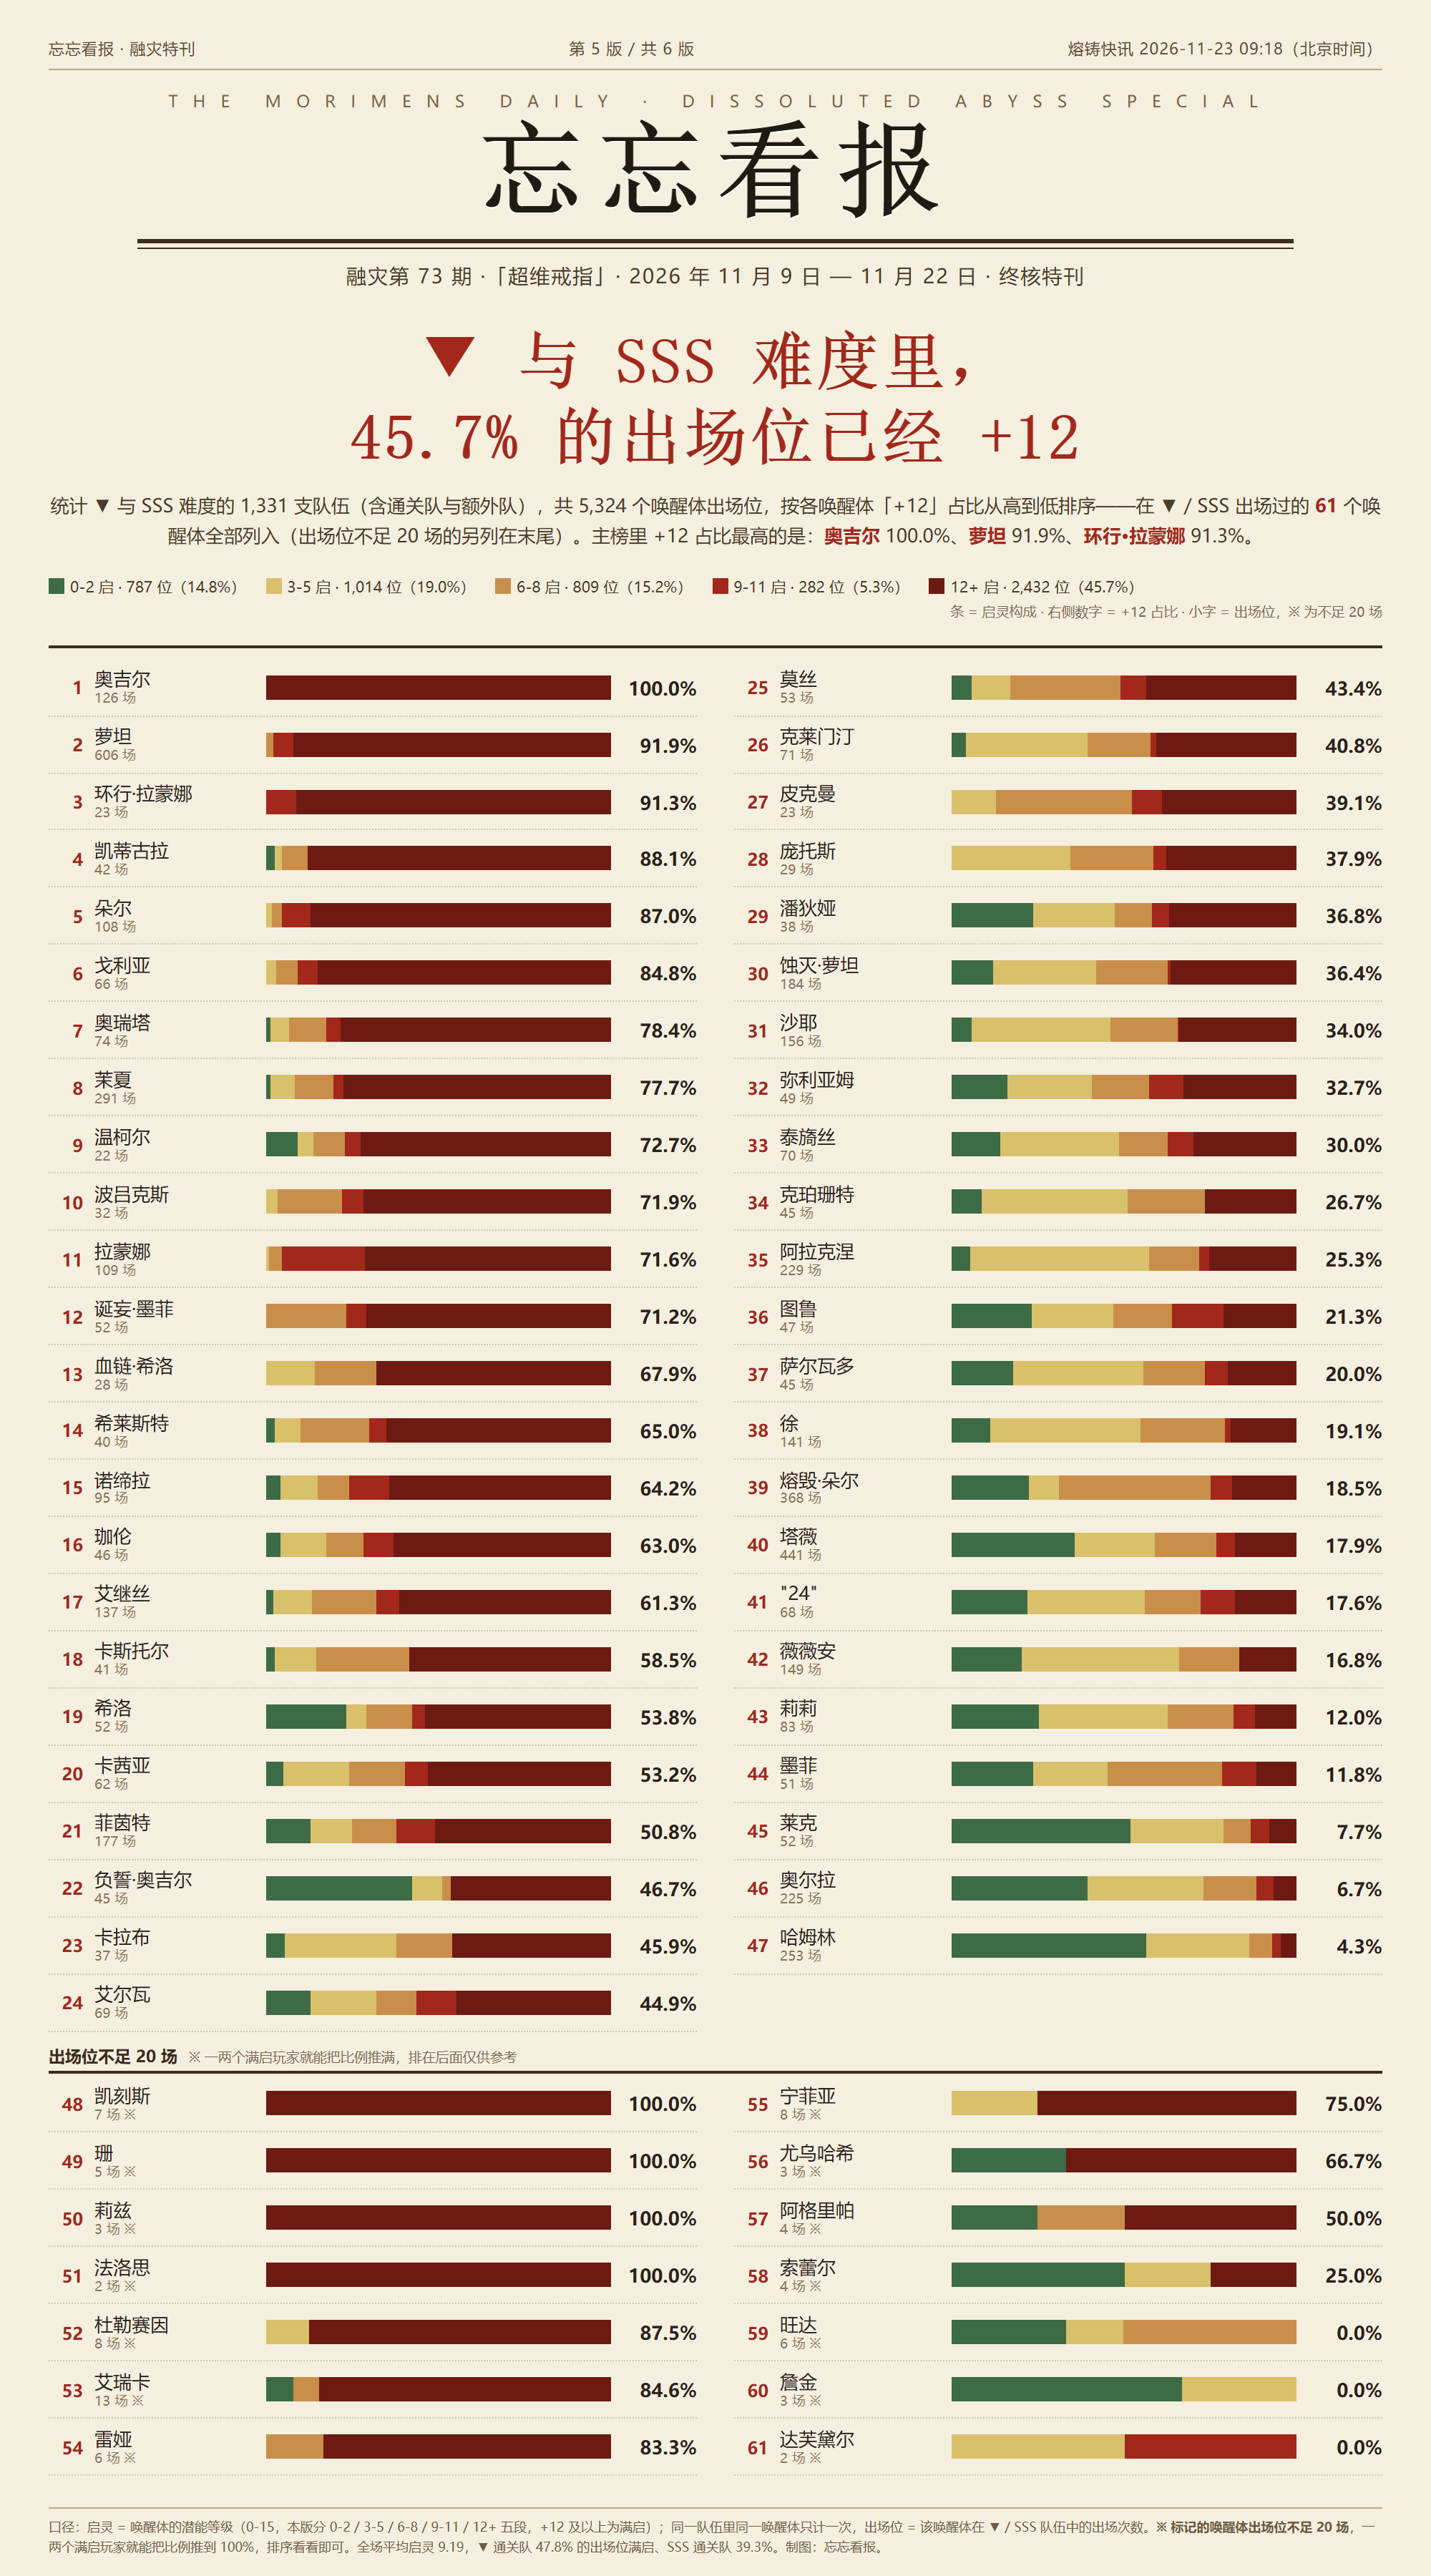 忘忘看报 · 融灾特刊
第 5 版 / 共 6 版
熔铸快讯 2026-11-23 09:18（北京时间）
THE MORIMENS DAILY · DISSOLUTED ABYSS SPECIAL
忘忘看报
融灾第 73 期 ·「超维戒指」· 2026 年 11 月 9 日 — 11 月 22 日 · 终核特刊
▼ 与 SSS 难度里，
45.7% 的出场位已经 +12
统计 ▼ 与 SSS 难度的 1,331 支队伍（含通关队与额外队），共 5,324 个唤醒体出场位，按各唤醒体「+12」占比从高到低排序——在 ▼ / SSS 出场过的 61 个唤
醒体全部列入（出场位不足 20 场的另列在末尾）。主榜里 +12 占比最高的是：奥吉尔 100.0%、萝坦 91.9%、环行·拉蒙娜 91.3%。
0-2 启 · 787 位（14.8%）
3-5 启 · 1,014 位（19.0%）
6-8 启 · 809 位（15.2%）
9-11 启 · 282 位（5.3%）
12+ 启 · 2,432 位（45.7%）
条 = 启灵构成 · 右侧数字 = +12 占比 · 小字 = 出场位，※ 为不足 20 场
1 奥吉尔 100.0%
126 场
2 萝坦 91.9%
606 场
3 环行·拉蒙娜 91.3%
23 场
4 凯蒂古拉 88.1%
42 场
5 朵尔 87.0%
108 场
6 戈利亚 84.8%
66 场
7 奥瑞塔 78.4%
74 场
8 茉夏 77.7%
291 场
9 温柯尔 72.7%
22 场
10 波吕克斯 71.9%
32 场
11 拉蒙娜 71.6%
109 场
12 诞妄·墨菲 71.2%
52 场
13 血链·希洛 67.9%
28 场
14 希莱斯特 65.0%
40 场
15 诺缔拉 64.2%
95 场
16 珈伦 63.0%
46 场
17 艾继丝 61.3%
137 场
18 卡斯托尔 58.5%
41 场
19 希洛 53.8%
52 场
20 卡茜亚 53.2%
62 场
21 菲茵特 50.8%
177 场
22 负誓·奥吉尔 46.7%
45 场
23 卡拉布 45.9%
37 场
24 艾尔瓦 44.9%
69 场
25 莫丝 43.4%
53 场
26 克莱门汀 40.8%
71 场
27 皮克曼 39.1%
23 场
28 庞托斯 37.9%
29 场
29 潘狄娅 36.8%
38 场
30 蚀灭·萝坦 36.4%
184 场
31 沙耶 34.0%
156 场
32 弥利亚姆 32.7%
49 场
33 泰旖丝 30.0%
70 场
34 克珀珊特 26.7%
45 场
35 阿拉克涅 25.3%
229 场
36 图鲁 21.3%
47 场
37 萨尔瓦多 20.0%
45 场
38 徐 19.1%
141 场
39 熔毁·朵尔 18.5%
368 场
40 塔薇 17.9%
441 场
41 "24" 17.6%
68 场
42 薇薇安 16.8%
149 场
43 莉莉 12.0%
83 场
44 墨菲 11.8%
51 场
45 莱克 7.7%
52 场
46 奥尔拉 6.7%
225 场
47 哈姆林 4.3%
253 场
出场位不足 20 场 ※ 一两个满启玩家就能把比例推满，排在后面仅供参考
48 凯刻斯 100.0%
7 场 ※
49 珊 100.0%
5 场 ※
50 莉兹 100.0%
3 场 ※
51 法洛思 100.0%
2 场 ※
52 杜勒赛因 87.5%
8 场 ※
53 艾瑞卡 84.6%
13 场 ※
54 雷娅 83.3%
6 场 ※
55 宁菲亚 75.0%
8 场 ※
56 尤乌哈希 66.7%
3 场 ※
57 阿格里帕 50.0%
4 场 ※
58 索蕾尔 25.0%
4 场 ※
59 旺达 0.0%
6 场 ※
60 詹金 0.0%
3 场 ※
61 达芙黛尔 0.0%
2 场 ※
口径：启灵 = 唤醒体的潜能等级（0-15，本版分 0-2 / 3-5 / 6-8 / 9-11 / 12+ 五段，+12 及以上为满启）；同一队伍里同一唤醒体只计一次，出场位 = 该唤醒体在 ▼ / SSS 队伍中的出场次数。※ 标记的唤醒体出场位不足 20 场，一
两个满启玩家就能把比例推到 100%，排序看看即可。全场平均启灵 9.19，▼ 通关队 47.8% 的出场位满启、SSS 通关队 39.3%。制图：忘忘看报。